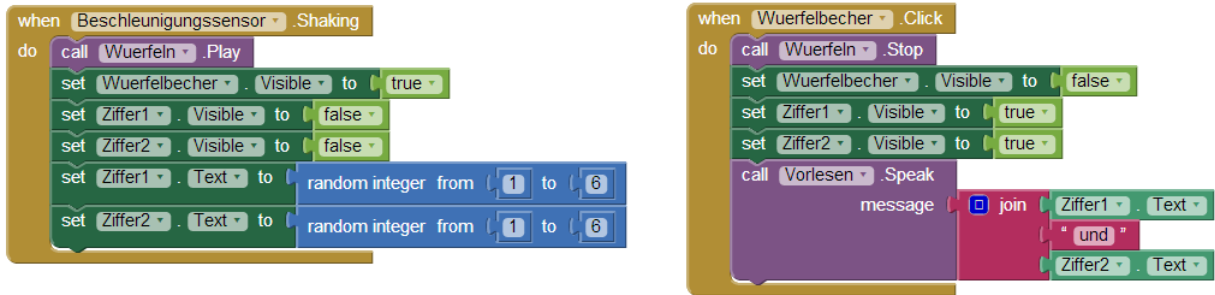 when Beschleunigungssensor .Shaking
do call Wuerfeln .Play
set Wuerfelbecher . Visible to true
set Ziffer1 . Visible to false
set Ziffer2 . Visible to false
set Ziffer1 . Text to random integer from 1 to 6
set Ziffer2 . Text to random integer from 1 to 6
when Wuerfelbecher .Click
do call Wuerfeln .Stop
set Wuerfelbecher . Visible to false
set Ziffer1 . Visible to true
set Ziffer2 . Visible to true
call Vorlesen .Speak
message join Ziffer1 . Text
" und "
Ziffer2 . Text